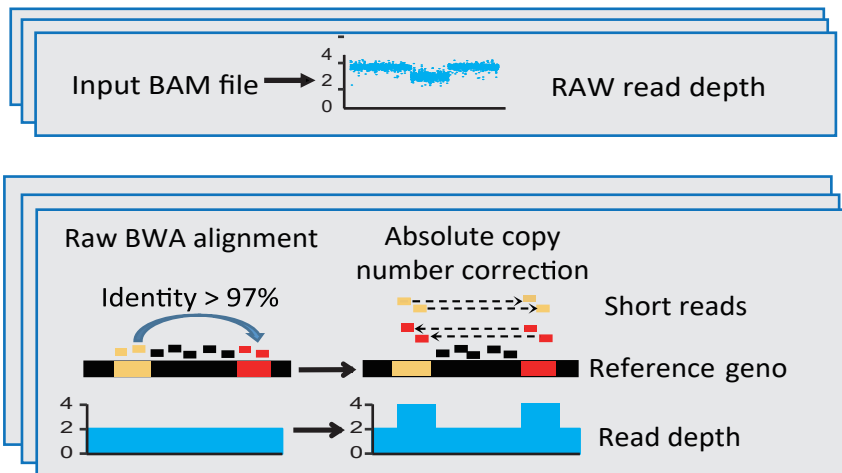 Input BAM file
4
2
0
RAW read depth
Raw BWA alignment
Absolute copy
number correction
Identity > 97%
Short reads
Reference geno
4
2
0
4
2
0
Read depth